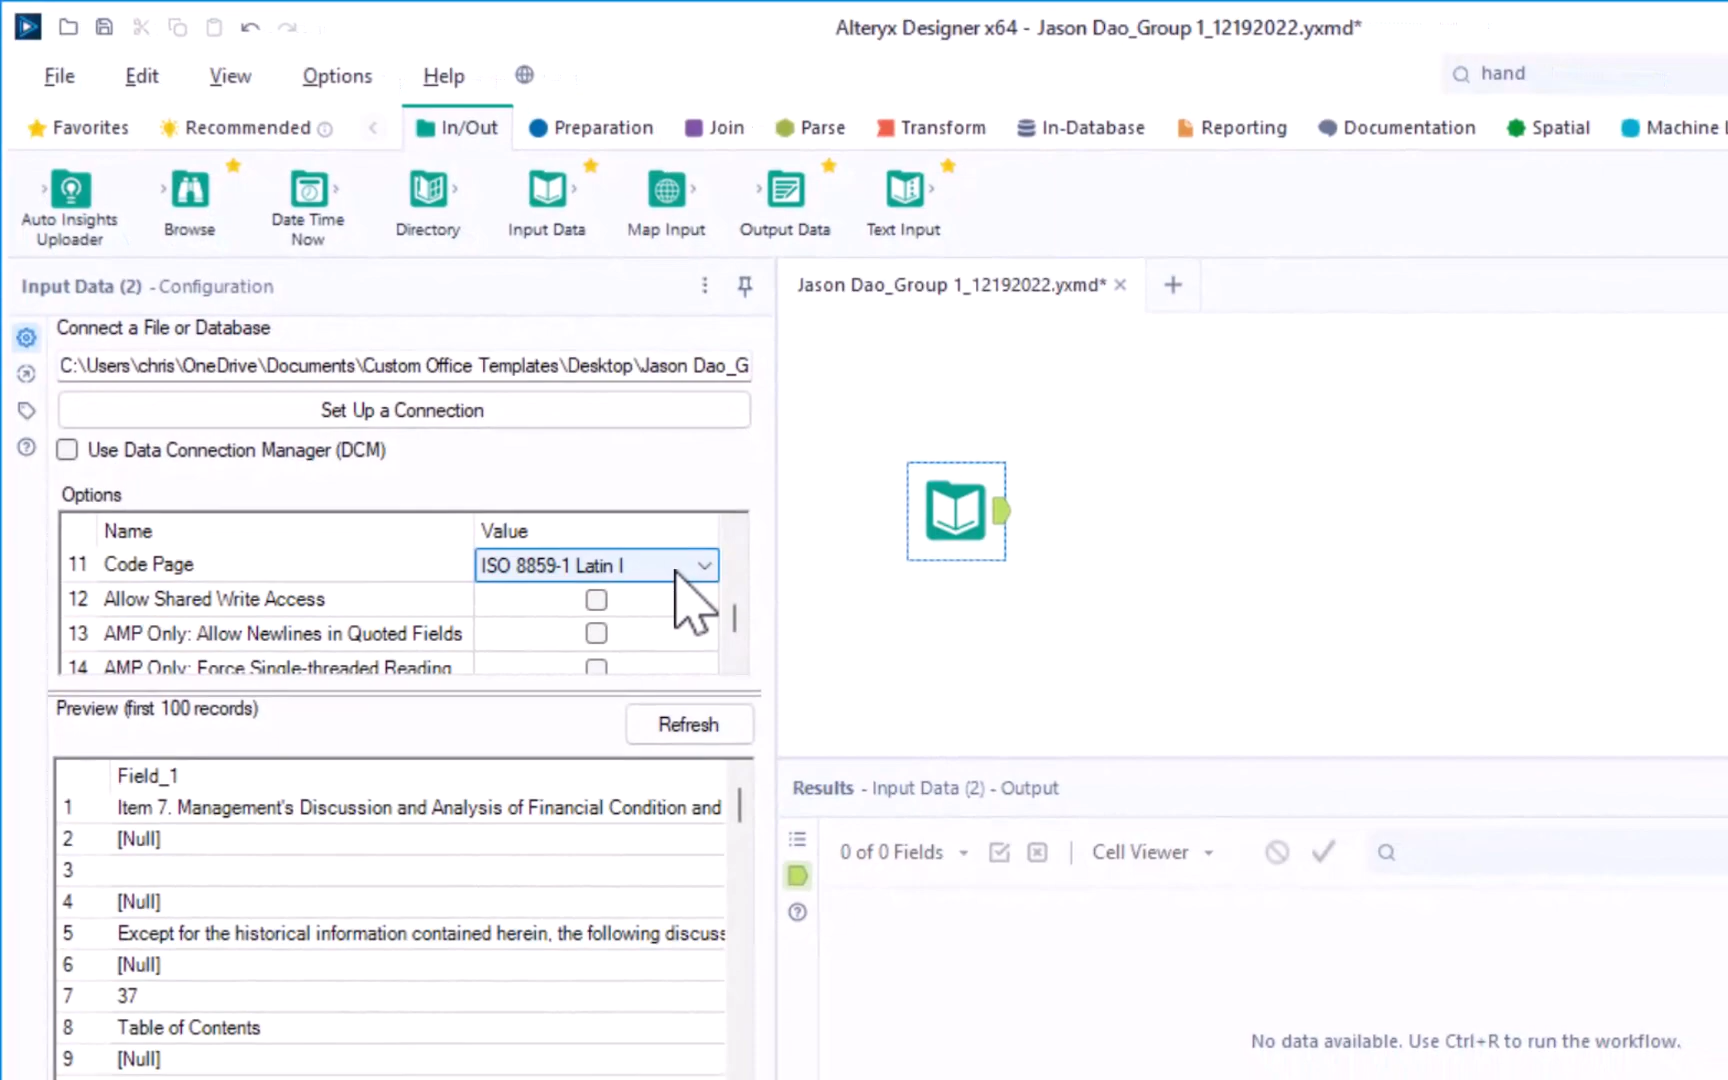 Alteryx Designer x64 - Jason Dao_Group 1_12192022.yxmd*
File Edit View Options Help
hand
Favorites Recommended In/Out Preparation Join Parse Transform In-Database Reporting Documentation Spatial Machine
Auto Insights Uploader
Browse
Date Time Now
Directory
Input Data
Map Input
Output Data
Text Input
Input Data (2) - Configuration
Jason Dao_Group 1_12192022.yxmd*
Connect a File or Database
C:\Users\chris\OneDrive\Documents\Custom Office Templates\Desktop\Jason Dao_G
Set Up a Connection
Use Data Connection Manager (DCM)
Options
Name Value
11 Code Page ISO 8859-1 Latin I
12 Allow Shared Write Access
13 AMP Only: Allow Newlines in Quoted Fields
14 AMP Only: Force Single-threaded Reading
Preview (first 100 records)
Refresh
Field_1
1 Item 7. Management's Discussion and Analysis of Financial Condition and
2 [Null]
3
4 [Null]
5 Except for the historical information contained herein, the following discuss
6 [Null]
7 37
8 Table of Contents
9 [Null]
Results - Input Data (2) - Output
0 of 0 Fields Cell Viewer
No data available. Use Ctrl+R to run the workflow.